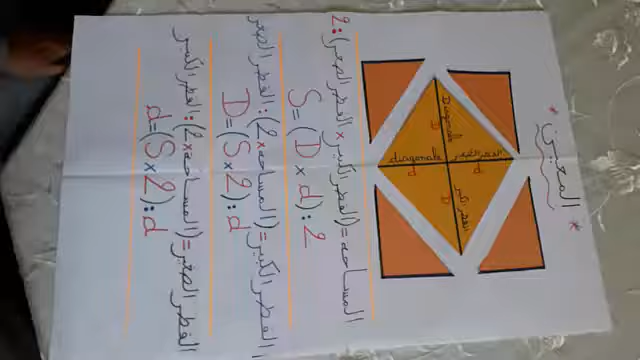 * المعين *
Diagonale
D
القطر الكبير
D
diagonale
d
القطر الصغير
d
المساحة=(القطر الكبير×القطر الصغير):2
S=(D×d):2
القطر الكبير=(المساحة×2):القطر الصغير
D=(S×2):d
القطر الصغير=(المساحة×2):القطر الكبير
d=(S×2):d